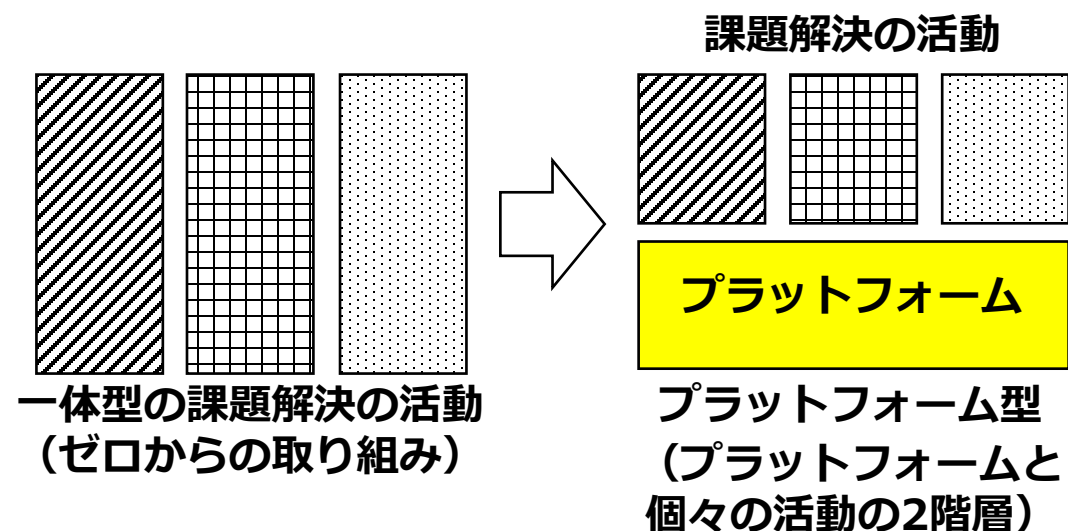 課題解決の活動
プラットフォーム
一体型の課題解決の活動
（ゼロからの取り組み）
プラットフォーム型
（プラットフォームと
個々の活動の2階層）